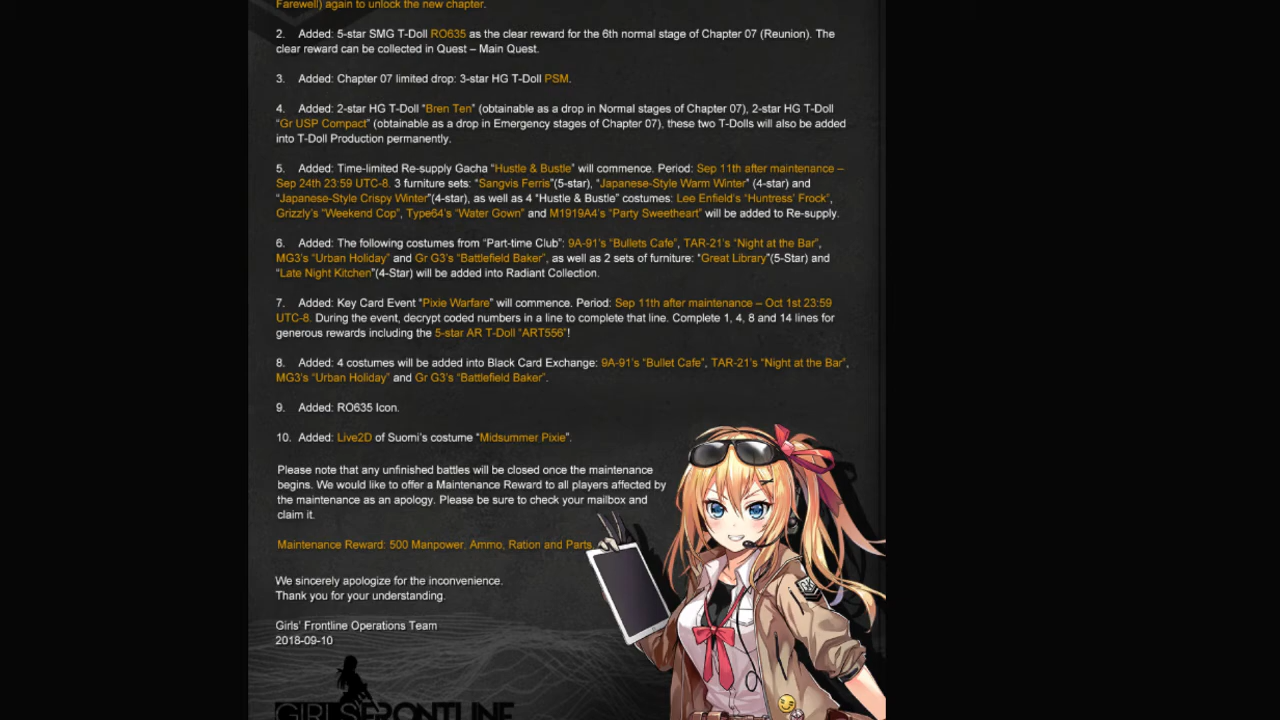 Farewell) again to unlock the new chapter.
2. Added: 5-star SMG T-Doll RO635 as the clear reward for the 6th normal stage of Chapter 07 (Reunion). The
clear reward can be collected in Quest – Main Quest.
3. Added: Chapter 07 limited drop: 3-star HG T-Doll PSM.
4. Added: 2-star HG T-Doll “Bren Ten” (obtainable as a drop in Normal stages of Chapter 07), 2-star HG T-Doll
“Gr USP Compact” (obtainable as a drop in Emergency stages of Chapter 07), these two T-Dolls will also be added
into T-Doll Production permanently.
5. Added: Time-limited Re-supply Gacha “Hustle & Bustle” will commence. Period: Sep 11th after maintenance –
Sep 24th 23:59 UTC-8. 3 furniture sets: “Sangvis Ferris”(5-star), “Japanese-Style Warm Winter” (4-star) and
“Japanese-Style Crispy Winter”(4-star), as well as 4 “Hustle & Bustle” costumes: Lee Enfield’s “Huntress’ Frock”,
Grizzly’s “Weekend Cop”, Type64’s “Water Gown” and M1919A4’s “Party Sweetheart” will be added to Re-supply.
6. Added: The following costumes from “Part-time Club”: 9A-91’s “Bullets Cafe”, TAR-21’s “Night at the Bar”,
MG3’s “Urban Holiday” and Gr G3’s “Battlefield Baker”, as well as 2 sets of furniture: “Great Library”(5-Star) and
“Late Night Kitchen”(4-Star) will be added into Radiant Collection.
7. Added: Key Card Event “Pixie Warfare” will commence. Period: Sep 11th after maintenance – Oct 1st 23:59
UTC-8. During the event, decrypt coded numbers in a line to complete that line. Complete 1, 4, 8 and 14 lines for
generous rewards including the 5-star AR T-Doll “ART556”!
8. Added: 4 costumes will be added into Black Card Exchange: 9A-91’s “Bullet Cafe”, TAR-21’s “Night at the Bar”,
MG3’s “Urban Holiday” and Gr G3’s “Battlefield Baker”.
9. Added: RO635 Icon.
10. Added: Live2D of Suomi’s costume “Midsummer Pixie”.
Please note that any unfinished battles will be closed once the maintenance
begins. We would like to offer a Maintenance Reward to all players affected by
the maintenance as an apology. Please be sure to check your mailbox and
claim it.
Maintenance Reward: 500 Manpower, Ammo, Ration and Parts
We sincerely apologize for the inconvenience.
Thank you for your understanding.
Girls’ Frontline Operations Team
2018-09-10
GIRLSFRONTLINE